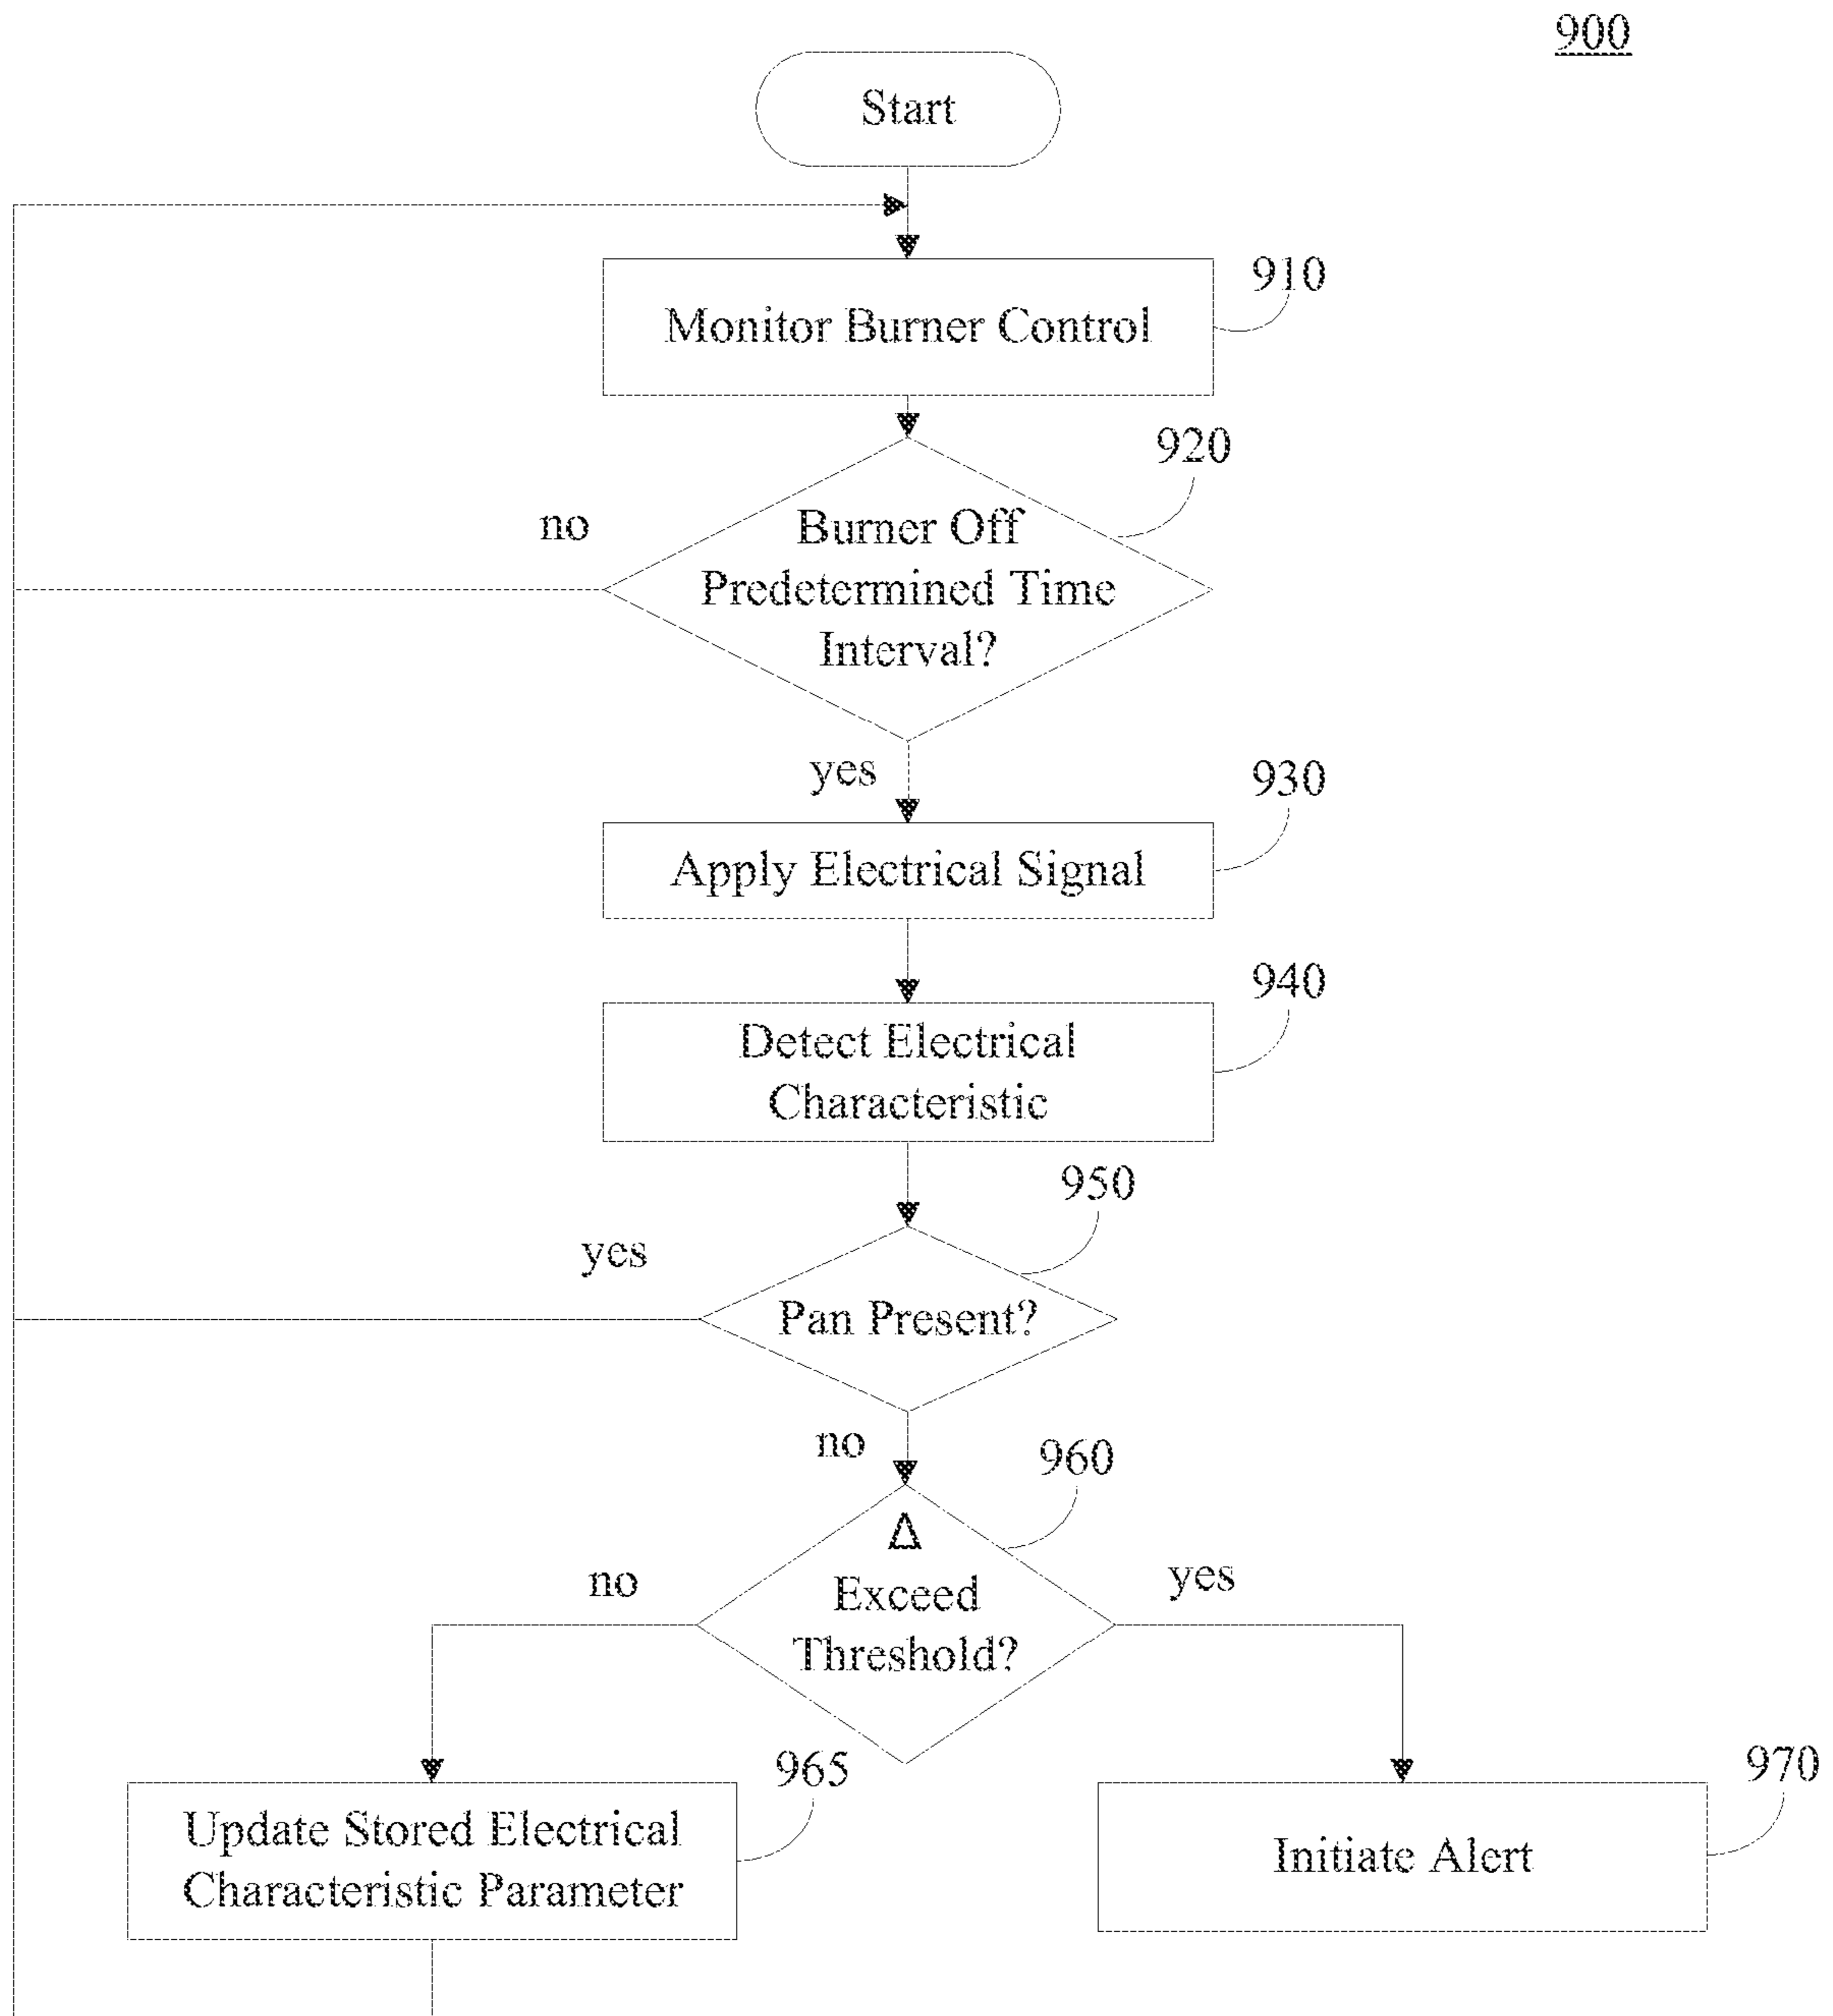 900
Start
910
Monitor Burner Control
920
no
Burner Off
Predetermined Time
Interval?
yes
930
Apply Electrical Signal
940
Detect Electrical
Characteristic
950
yes
Pan Present?
no
960
Δ
no
Exceed
yes
Threshold?
965
970
Update Stored Electrical
Characteristic Parameter
Initiate Alert